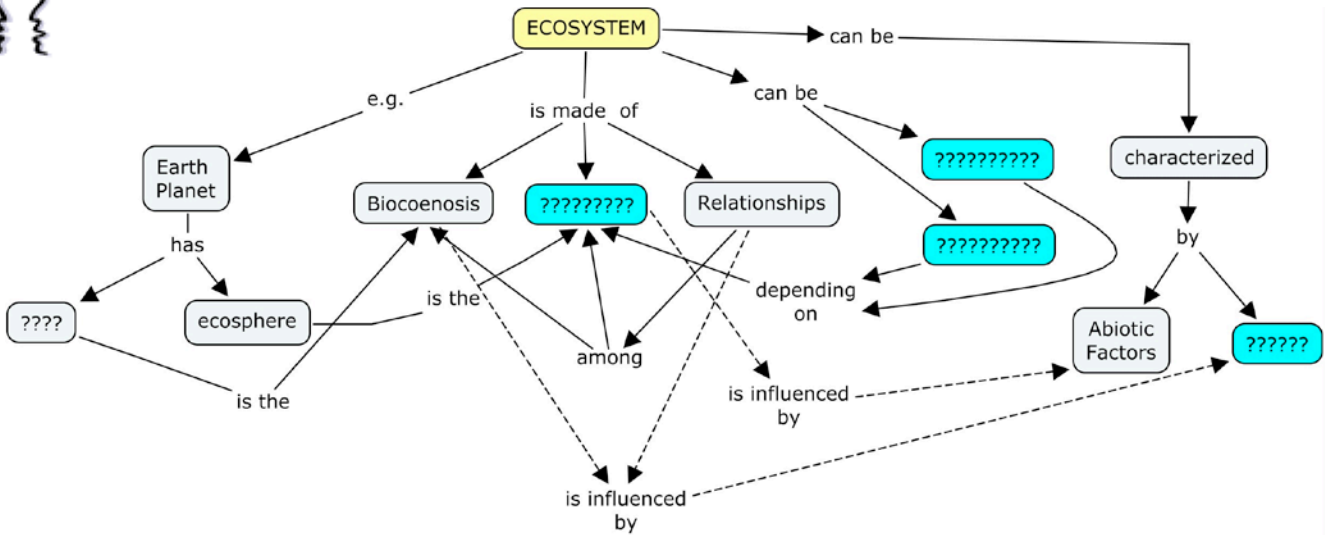 ECOSYSTEM
can be
can be
e.g.
is made of
Earth
Planet
Biocoenosis
?????????
Relationships
??????????
characterized
??????????
has
by
????
ecosphere
is the
depending
on
Abiotic
Factors
??????
among
is the
is influenced
by
is influenced
by